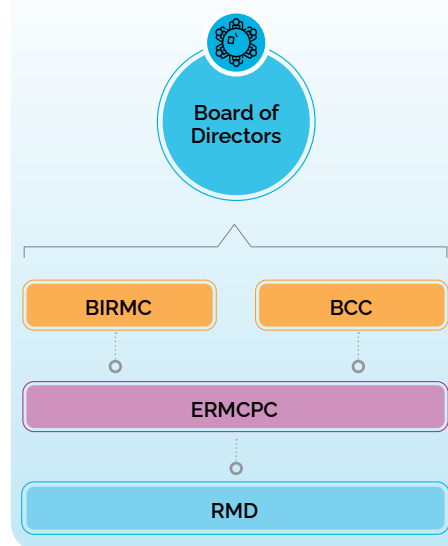 Board of
Directors
BIRMC
BCC
ERMCPC
RMD